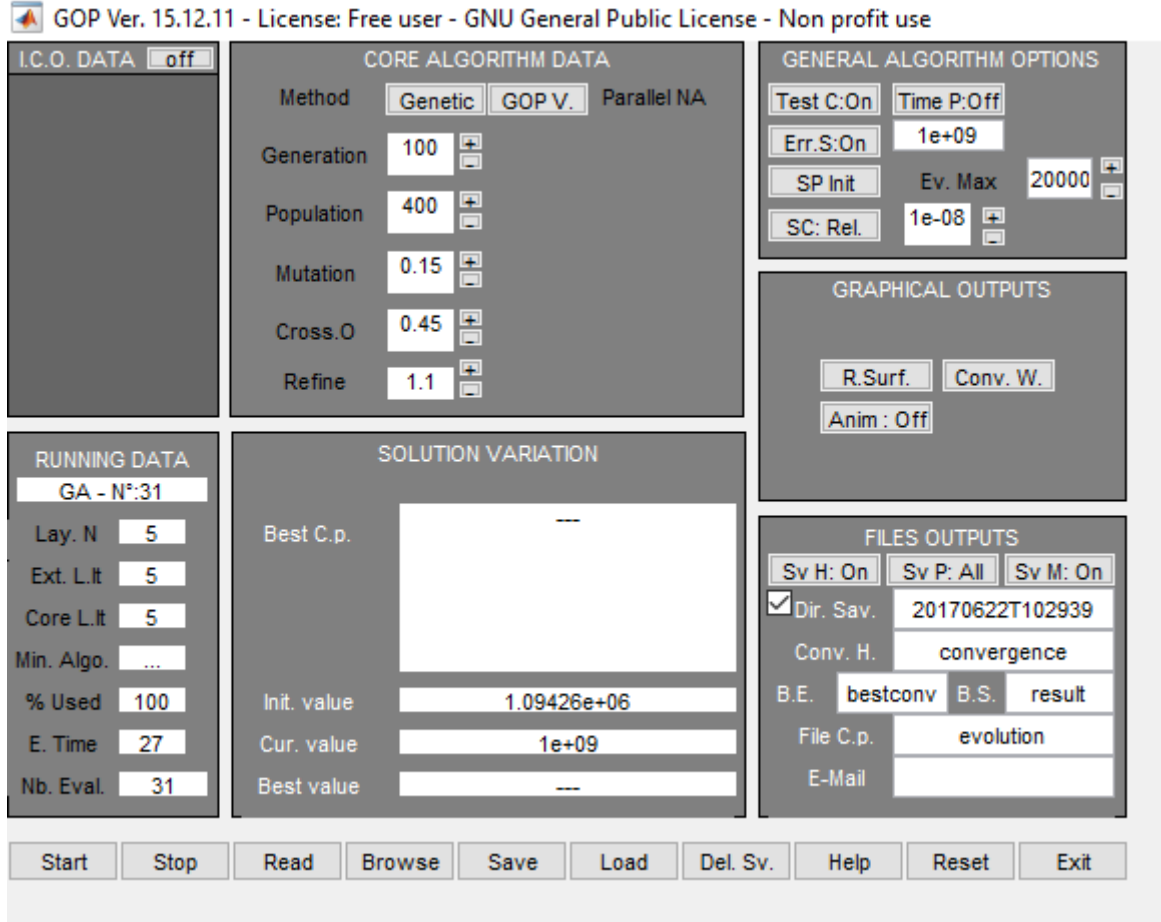 GOP Ver. 15.12.11 - License: Free user - GNU General Public License - Non profit use
I.C.O. DATA off
CORE ALGORITHM DATA
Method Genetic GOP V. Parallel NA
Generation 100 + -
Population 400 + -
Mutation 0.15 + -
Cross.O 0.45 + -
Refine 1.1 + -
GENERAL ALGORITHM OPTIONS
Test C:On Time P:Off
Err.S:On 1e+09
SP Init Ev. Max 20000 + -
SC: Rel. 1e-08 + -
GRAPHICAL OUTPUTS
R.Surf. Conv. W.
Anim : Off
RUNNING DATA
GA - N°:31
Lay. N 5
Ext. L.It 5
Core L.It 5
Min. Algo. ...
% Used 100
E. Time 27
Nb. Eval. 31
SOLUTION VARIATION
Best C.p. ---
Init. value 1.09426e+06
Cur. value 1e+09
Best value ---
FILES OUTPUTS
Sv H: On Sv P: All Sv M: On
Dir. Sav. 20170622T102939
Conv. H. convergence
B.E. bestconv B.S. result
File C.p. evolution
E-Mail
Start Stop Read Browse Save Load Del. Sv. Help Reset Exit